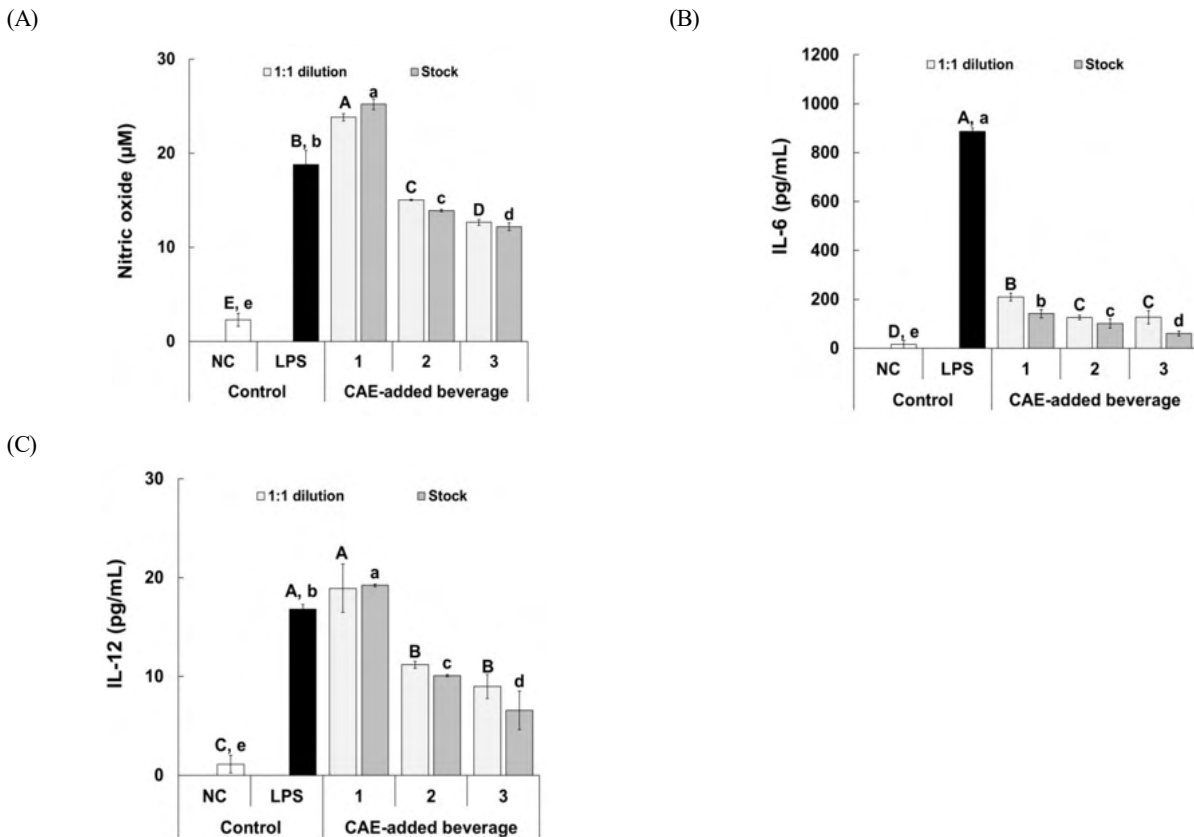 (A)
30
1:1 dilution Stock
Nitric oxide (µM)
20
10
0
E, e
B, b
A
a
C
c
D
d
NC LPS 1 2 3
Control CAE-added beverage
(B)
1200
1:1 dilution Stock
1000
800
600
400
200
0
IL-6 (pg/mL)
D, e
A, a
B
b
C
c
C
d
NC LPS 1 2 3
Control CAE-added beverage
(C)
30
1:1 dilution Stock
20
10
0
IL-12 (pg/mL)
C, e
A, b
A
a
B
c
B
d
NC LPS 1 2 3
Control CAE-added beverage